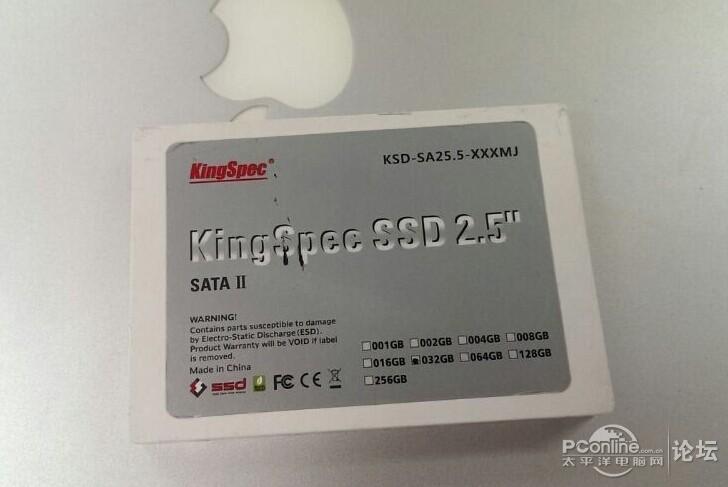 KingSpec®
KSD-SA25.5-XXXMJ
KingSpec SSD 2.5"
SATA II
WARNING!
Contains parts susceptible to damage
by Electro-Static Discharge(ESD).
Product Warranty will be VOID if label
is removed.
Made in China
ssd
FC CE
001GB 002GB 004GB 008GB
016GB 032GB 064GB 128GB
256GB
PConline.com.cn
太平洋电脑网 论坛